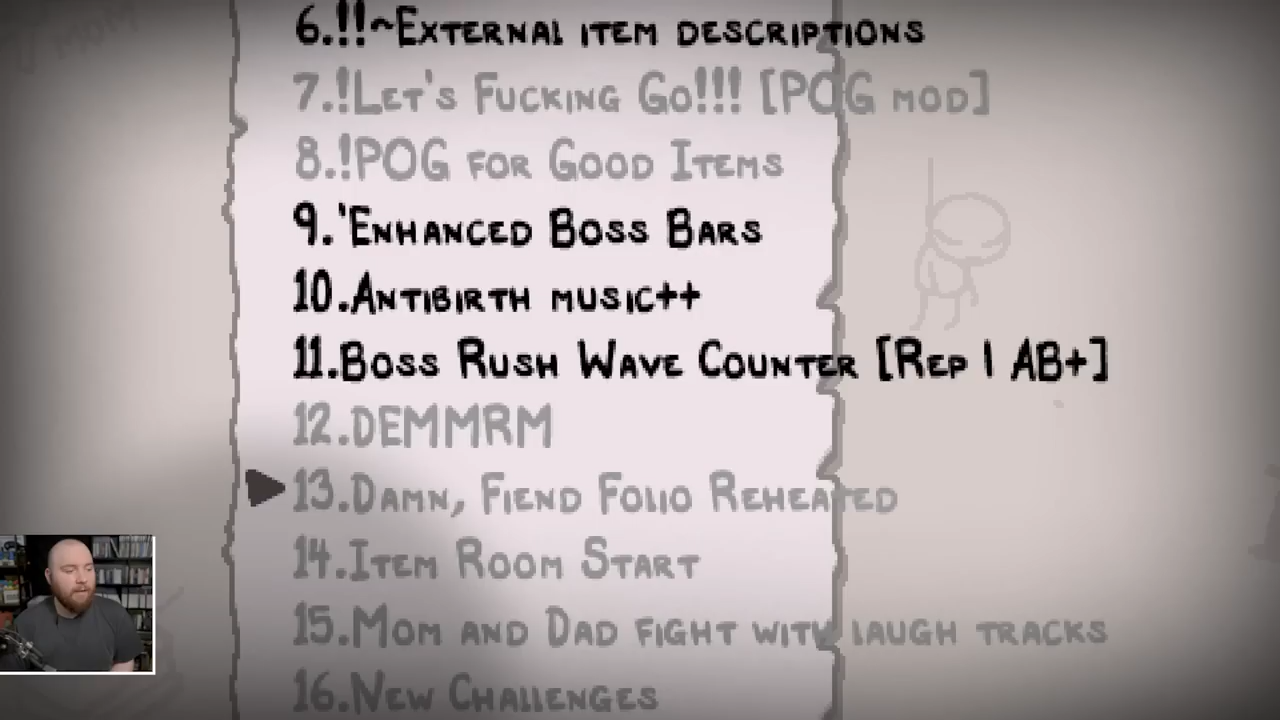 6.!!~External item descriptions
7.!Let's Fucking Go!!! [POG mod]
8.!POG for Good Items
9.'Enhanced Boss Bars
10.Antibirth music++
11.Boss Rush Wave Counter [Rep | AB+]
12.DEMMRM
13.Damn, Fiend Folio Reheated
14.Item Room Start
15.Mom and Dad fight with laugh tracks
16.New Challenges